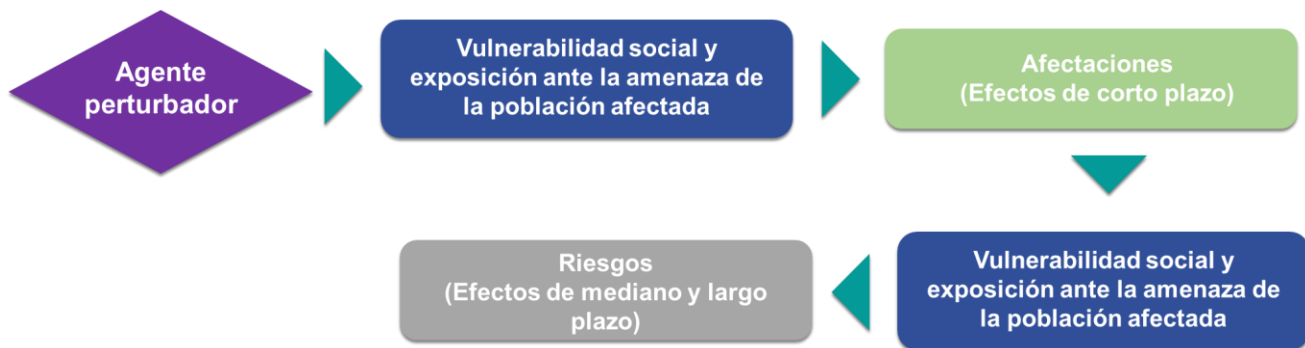 Agente
perturbador
Vulnerabilidad social y
exposición ante la amenaza de
la población afectada
Afectaciones
(Efectos de corto plazo)
Riesgos
(Efectos de mediano y largo
plazo)
Vulnerabilidad social y
exposición ante la amenaza de
la población afectada